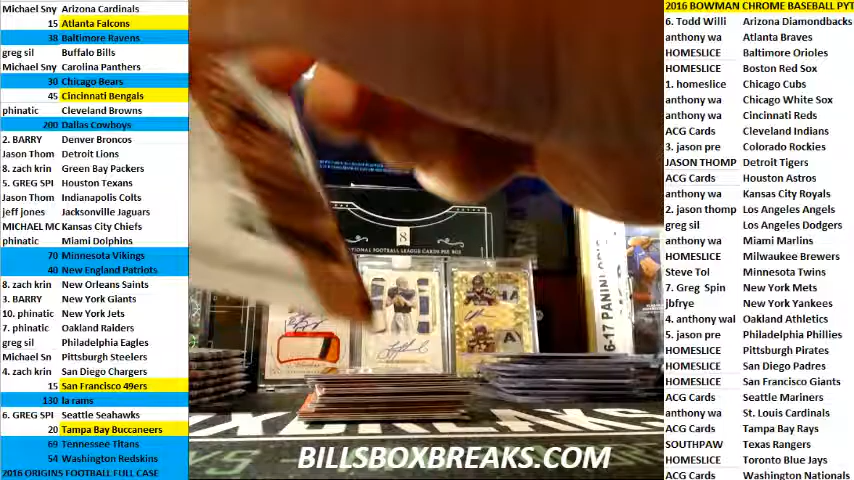 Michael Sny Arizona Cardinals
15 Atlanta Falcons
38 Baltimore Ravens
greg sil Buffalo Bills
Michael Sny Carolina Panthers
30 Chicago Bears
45 Cincinnati Bengals
phinatic Cleveland Browns
200 Dallas Cowboys
2. BARRY Denver Broncos
Jason Thom Detroit Lions
8. zach krin Green Bay Packers
5. GREG SPI Houston Texans
Jason Thom Indianapolis Colts
jeff jones Jacksonville Jaguars
MICHAEL MC Kansas City Chiefs
phinatic Miami Dolphins
70 Minnesota Vikings
40 New England Patriots
8. zach krin New Orleans Saints
3. BARRY New York Giants
10. phinatic New York Jets
7. phinatic Oakland Raiders
greg sil Philadelphia Eagles
Michael Sn Pittsburgh Steelers
4. zach krin San Diego Chargers
15 San Francisco 49ers
130 la rams
6. GREG SPI Seattle Seahawks
20 Tampa Bay Buccaneers
69 Tennessee Titans
54 Washington Redskins
2016 ORIGINS FOOTBALL FULL CASE
NATIONAL FOOTBALL LEAGUE CARDS PER BOX
8
6-17 PANINI
BILLSBOXBREAKS.COM
2016 BOWMAN CHROME BASEBALL PYT
6. Todd Willi Arizona Diamondbacks
anthony wa Atlanta Braves
HOMESLICE Baltimore Orioles
HOMESLICE Boston Red Sox
1. homeslice Chicago Cubs
anthony wa Chicago White Sox
anthony wa Cincinnati Reds
ACG Cards Cleveland Indians
3. jason pre Colorado Rockies
JASON THOMP Detroit Tigers
ACG Cards Houston Astros
anthony wa Kansas City Royals
2. jason thomp Los Angeles Angels
greg sil Los Angeles Dodgers
anthony wa Miami Marlins
HOMESLICE Milwaukee Brewers
Steve Tol Minnesota Twins
7. Greg Spin New York Mets
jbfrye New York Yankees
4. anthony wal Oakland Athletics
5. jason pre Philadelphia Phillies
HOMESLICE Pittsburgh Pirates
HOMESLICE San Diego Padres
HOMESLICE San Francisco Giants
ACG Cards Seattle Mariners
anthony wa St. Louis Cardinals
ACG Cards Tampa Bay Rays
SOUTHPAW Texas Rangers
HOMESLICE Toronto Blue Jays
ACG Cards Washington Nationals